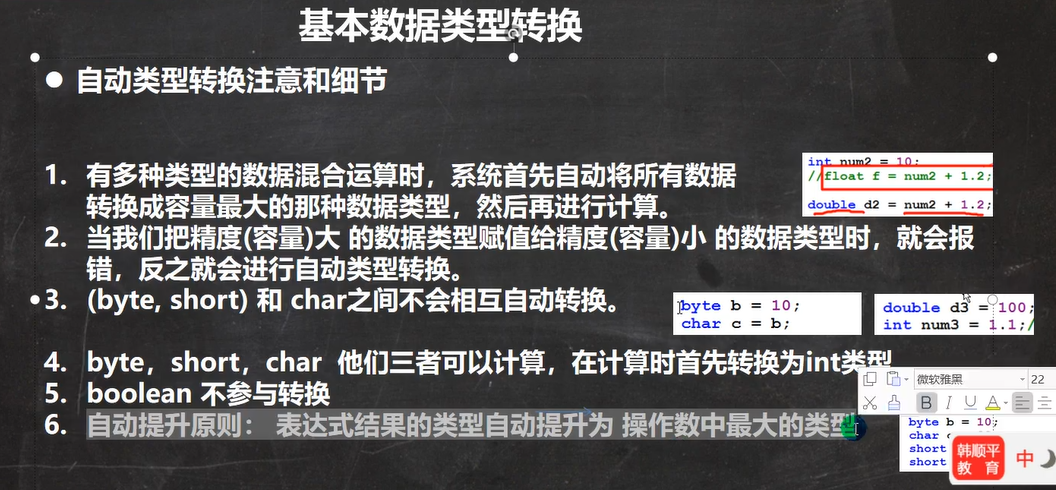 基本数据类型转换
自动类型转换注意和细节
1. 有多种类型的数据混合运算时，系统首先自动将所有数据
转换成容量最大的那种数据类型，然后再进行计算。
int num2 = 10;
//float f = num2 + 1.2;
double d2 = num2 + 1.2;
2. 当我们把精度(容量)大 的数据类型赋值给精度(容量)小 的数据类型时，就会报
错，反之就会进行自动类型转换。
3. (byte, short) 和 char之间不会相互自动转换。
byte b = 10;
char c = b;
double d3 = 100;
int num3 = 1.1;/
4. byte，short，char 他们三者可以计算，在计算时首先转换为int类型
5. boolean 不参与转换
6. 自动提升原则： 表达式结果的类型自动提升为 操作数中最大的类型
微软雅黑 22
B I U A
byte b = 10;
char
short
short
韩顺平
教 育
中